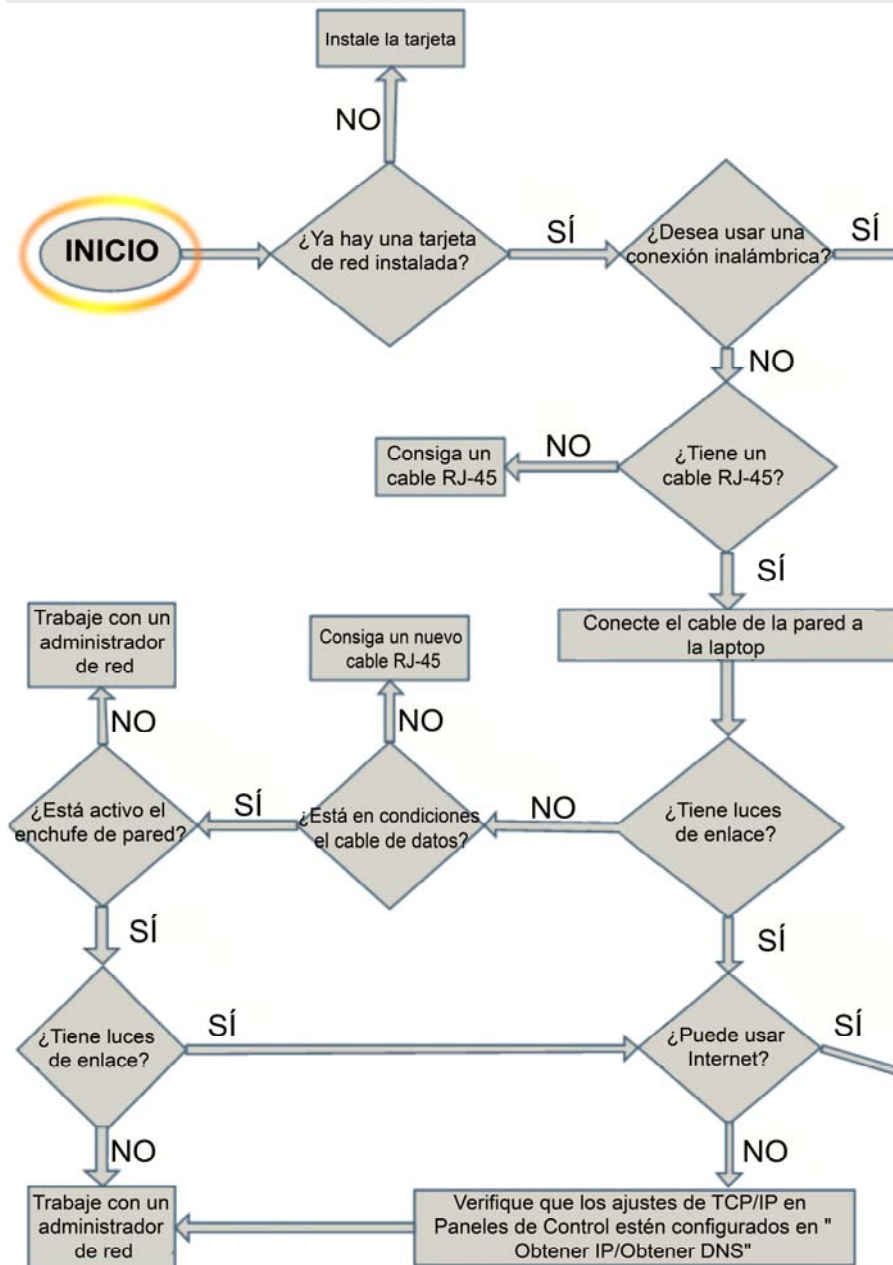 Instale la tarjeta
NO
INICIO
¿Ya hay una tarjeta
de red instalada?
SÍ
¿Desea usar una
conexión inalámbrica?
SÍ
NO
¿Tiene un
cable RJ-45?
NO
Consiga un
cable RJ-45
SÍ
Conecte el cable de la pared a
la laptop
¿Tiene luces
de enlace?
NO
¿Está en condiciones
el cable de datos?
NO
Consiga un nuevo
cable RJ-45
SÍ
¿Está activo el
enchufe de pared?
NO
Trabaje con un
administrador
de red
SÍ
¿Tiene luces
de enlace?
SÍ
SÍ
¿Puede usar
Internet?
SÍ
NO
NO
Trabaje con un
administrador
de red
Verifique que los ajustes de TCP/IP en
Paneles de Control estén configurados en "
Obtener IP/Obtener DNS"